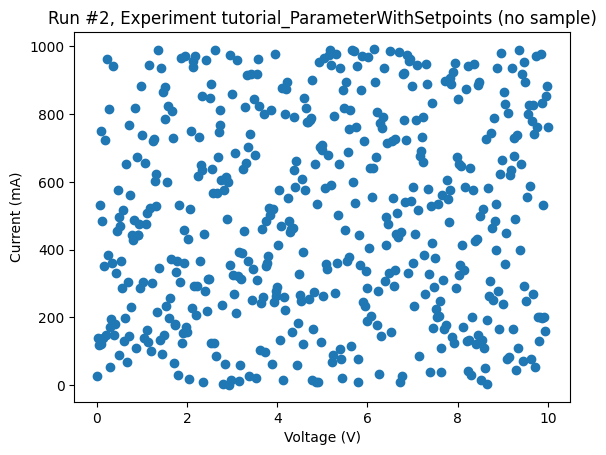 Run #2, Experiment tutorial_ParameterWithSetpoints (no sample)
1000
800
600
400
200
0
Current (mA)
0 2 4 6 8 10
Voltage (V)